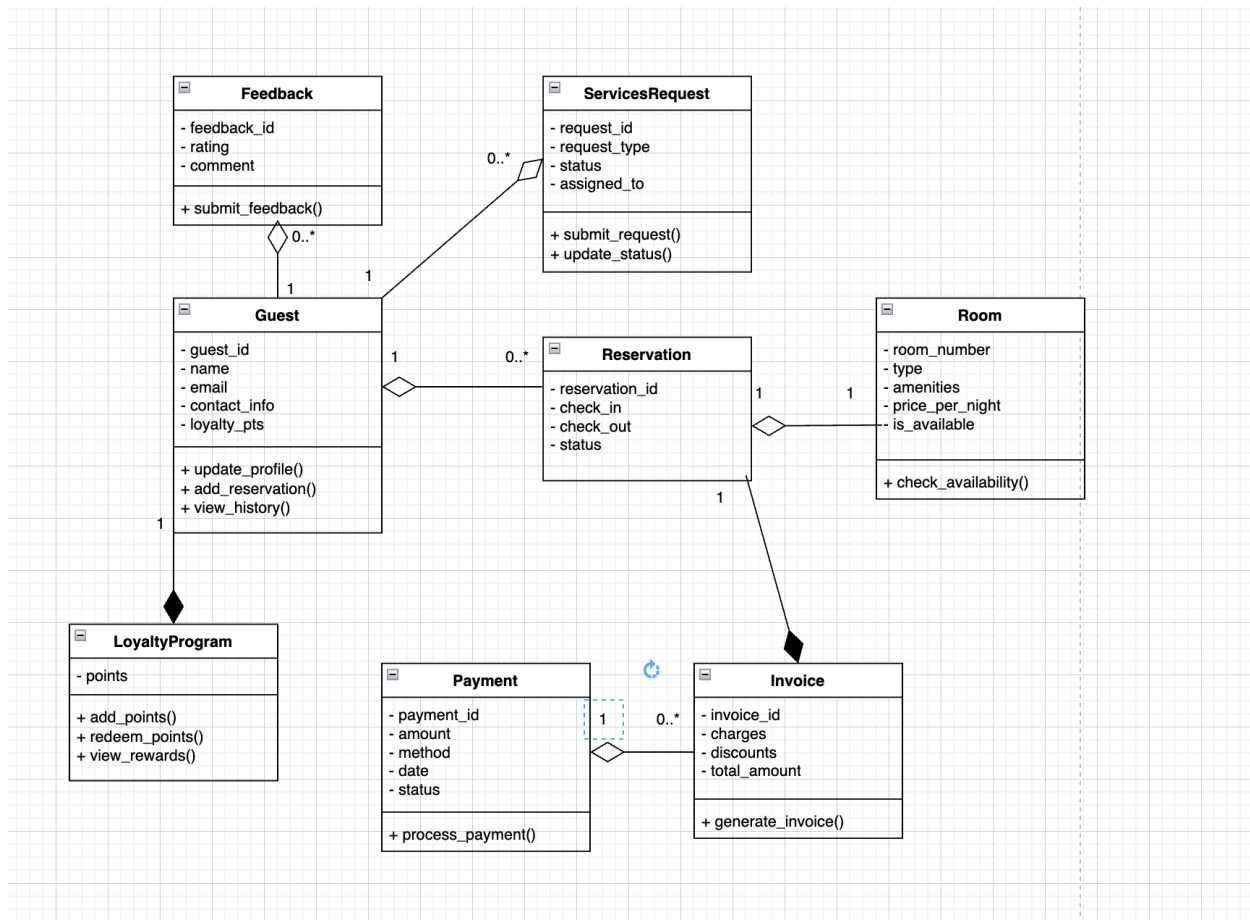 Feedback
- feedback_id
- rating
- comment
+ submit_feedback()
0..*
1
ServicesRequest
- request_id
- request_type
- status
- assigned_to
+ submit_request()
+ update_status()
0..*
1
Guest
- guest_id
- name
- email
- contact_info
- loyalty_pts
+ update_profile()
+ add_reservation()
+ view_history()
1
0..*
Reservation
- reservation_id
- check_in
- check_out
- status
1
1
Room
- room_number
- type
- amenities
- price_per_night
- is_available
+ check_availability()
1
1
LoyaltyProgram
- points
+ add_points()
+ redeem_points()
+ view_rewards()
Payment
- payment_id
- amount
- method
- date
- status
+ process_payment()
1
0..*
Invoice
- invoice_id
- charges
- discounts
- total_amount
+ generate_invoice()